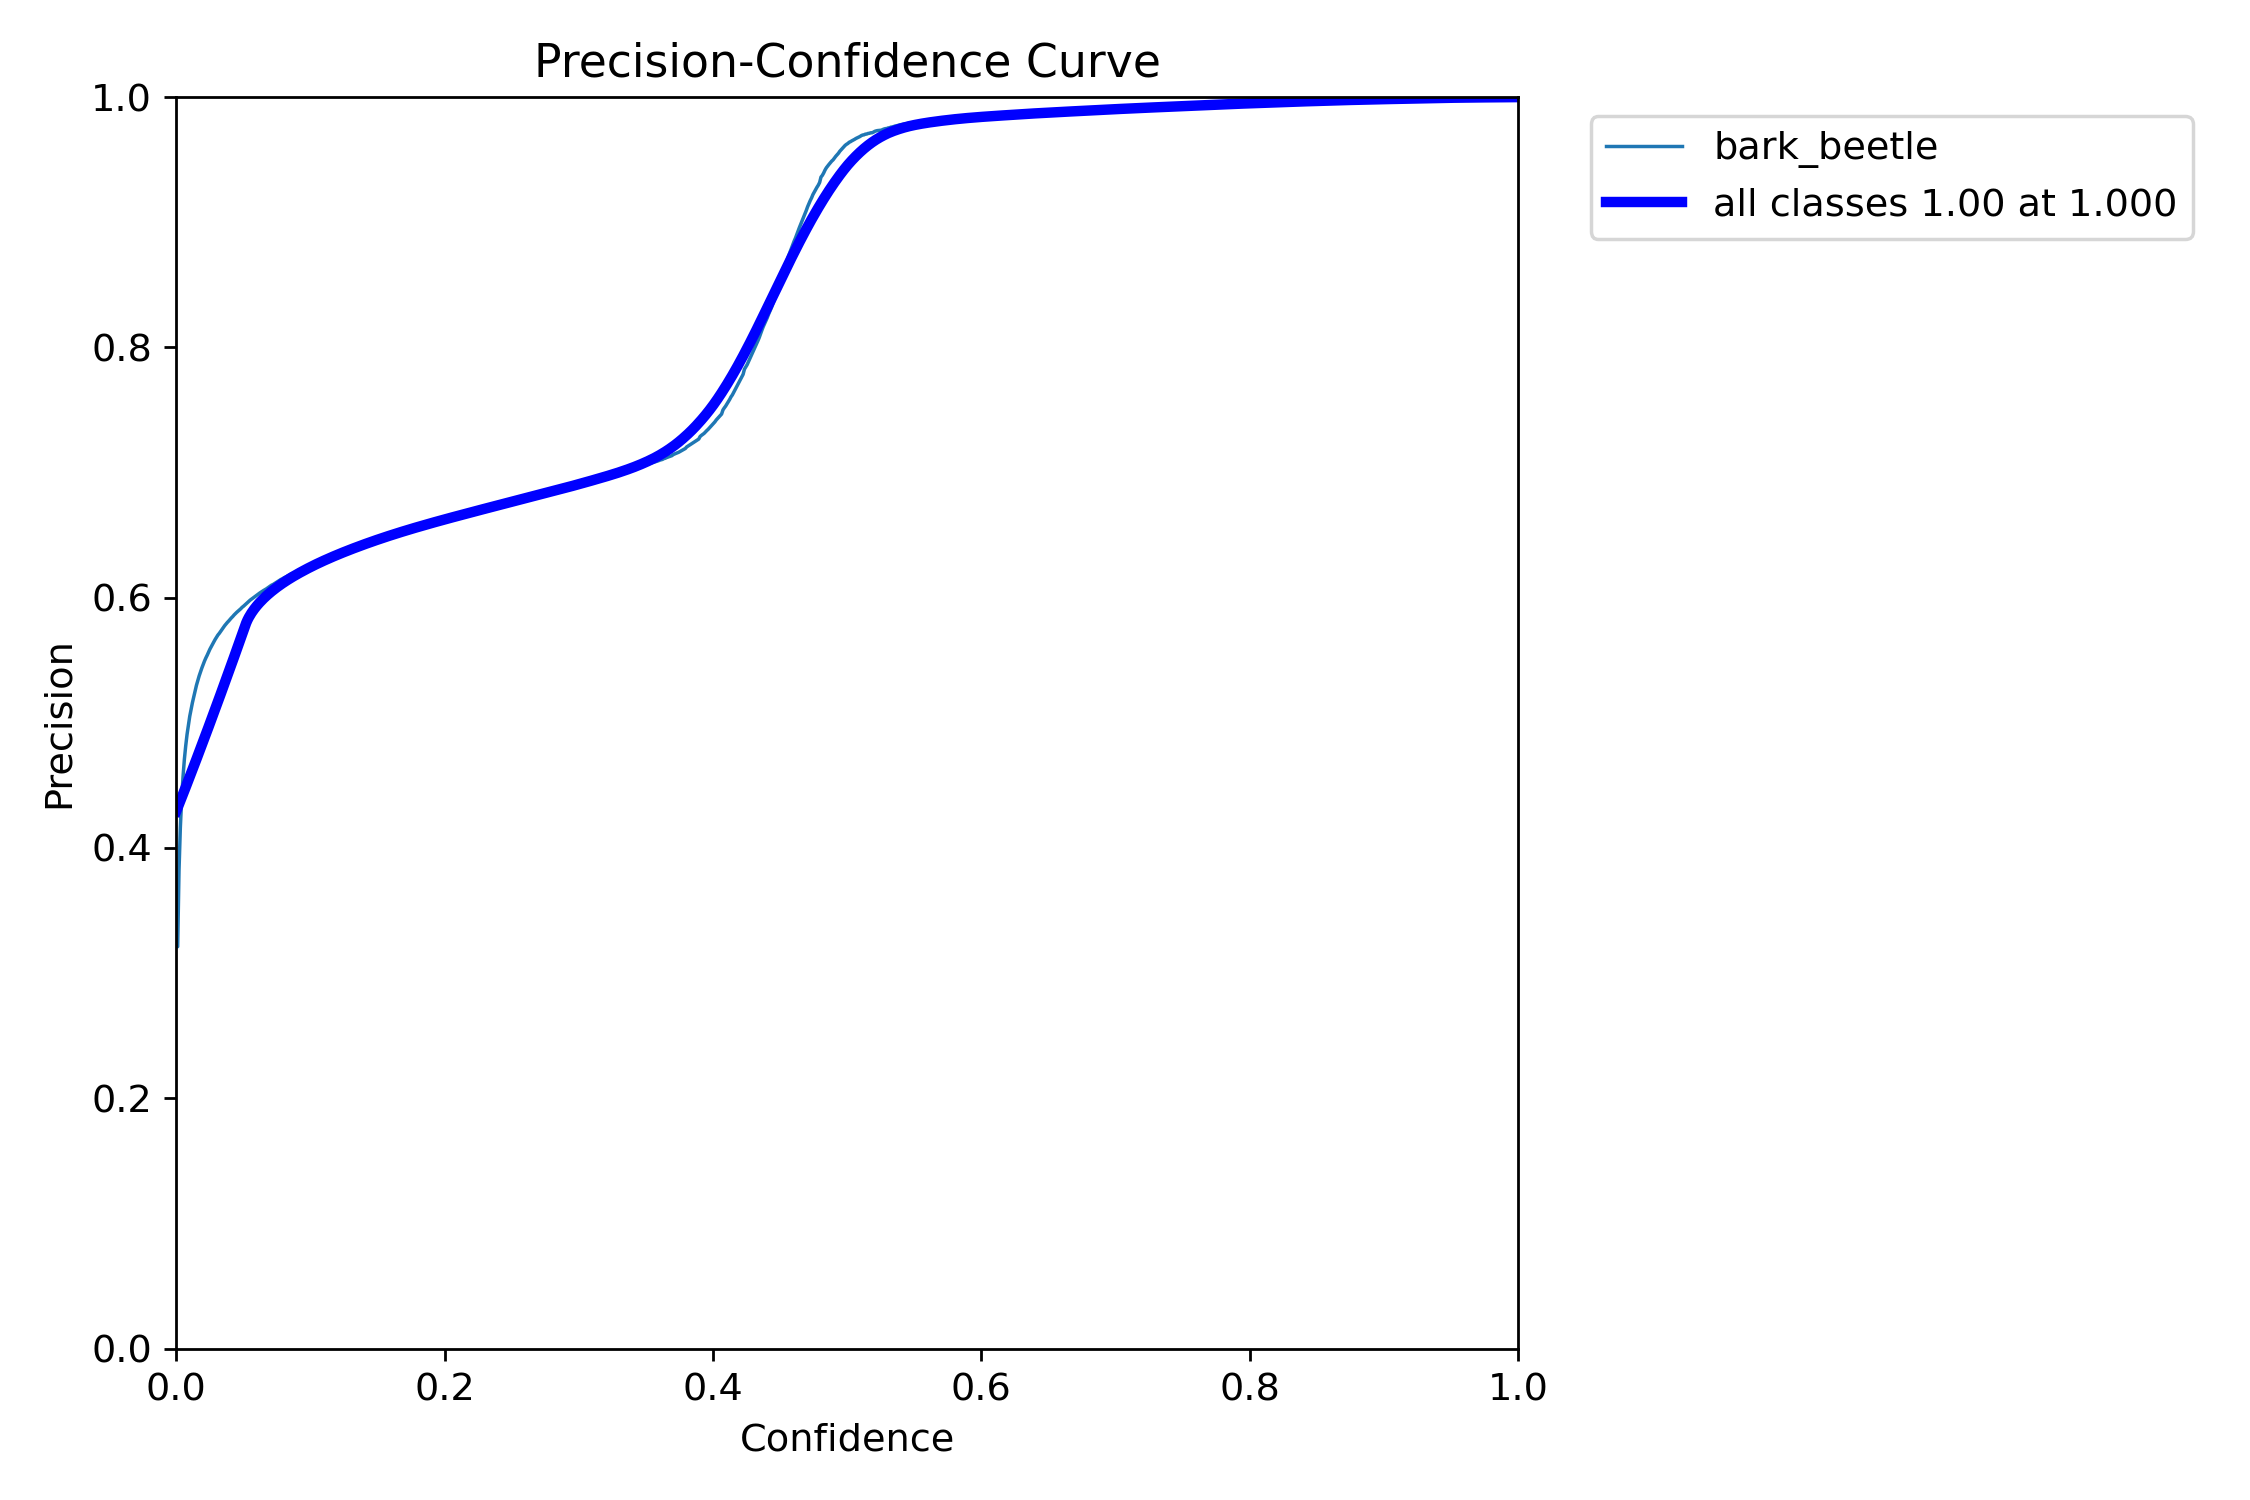 Precision-Confidence Curve
1.0
0.8
0.6
0.4
0.2
0.0
Precision
0.0 0.2 0.4 0.6 0.8 1.0
Confidence
bark_beetle
all classes 1.00 at 1.000